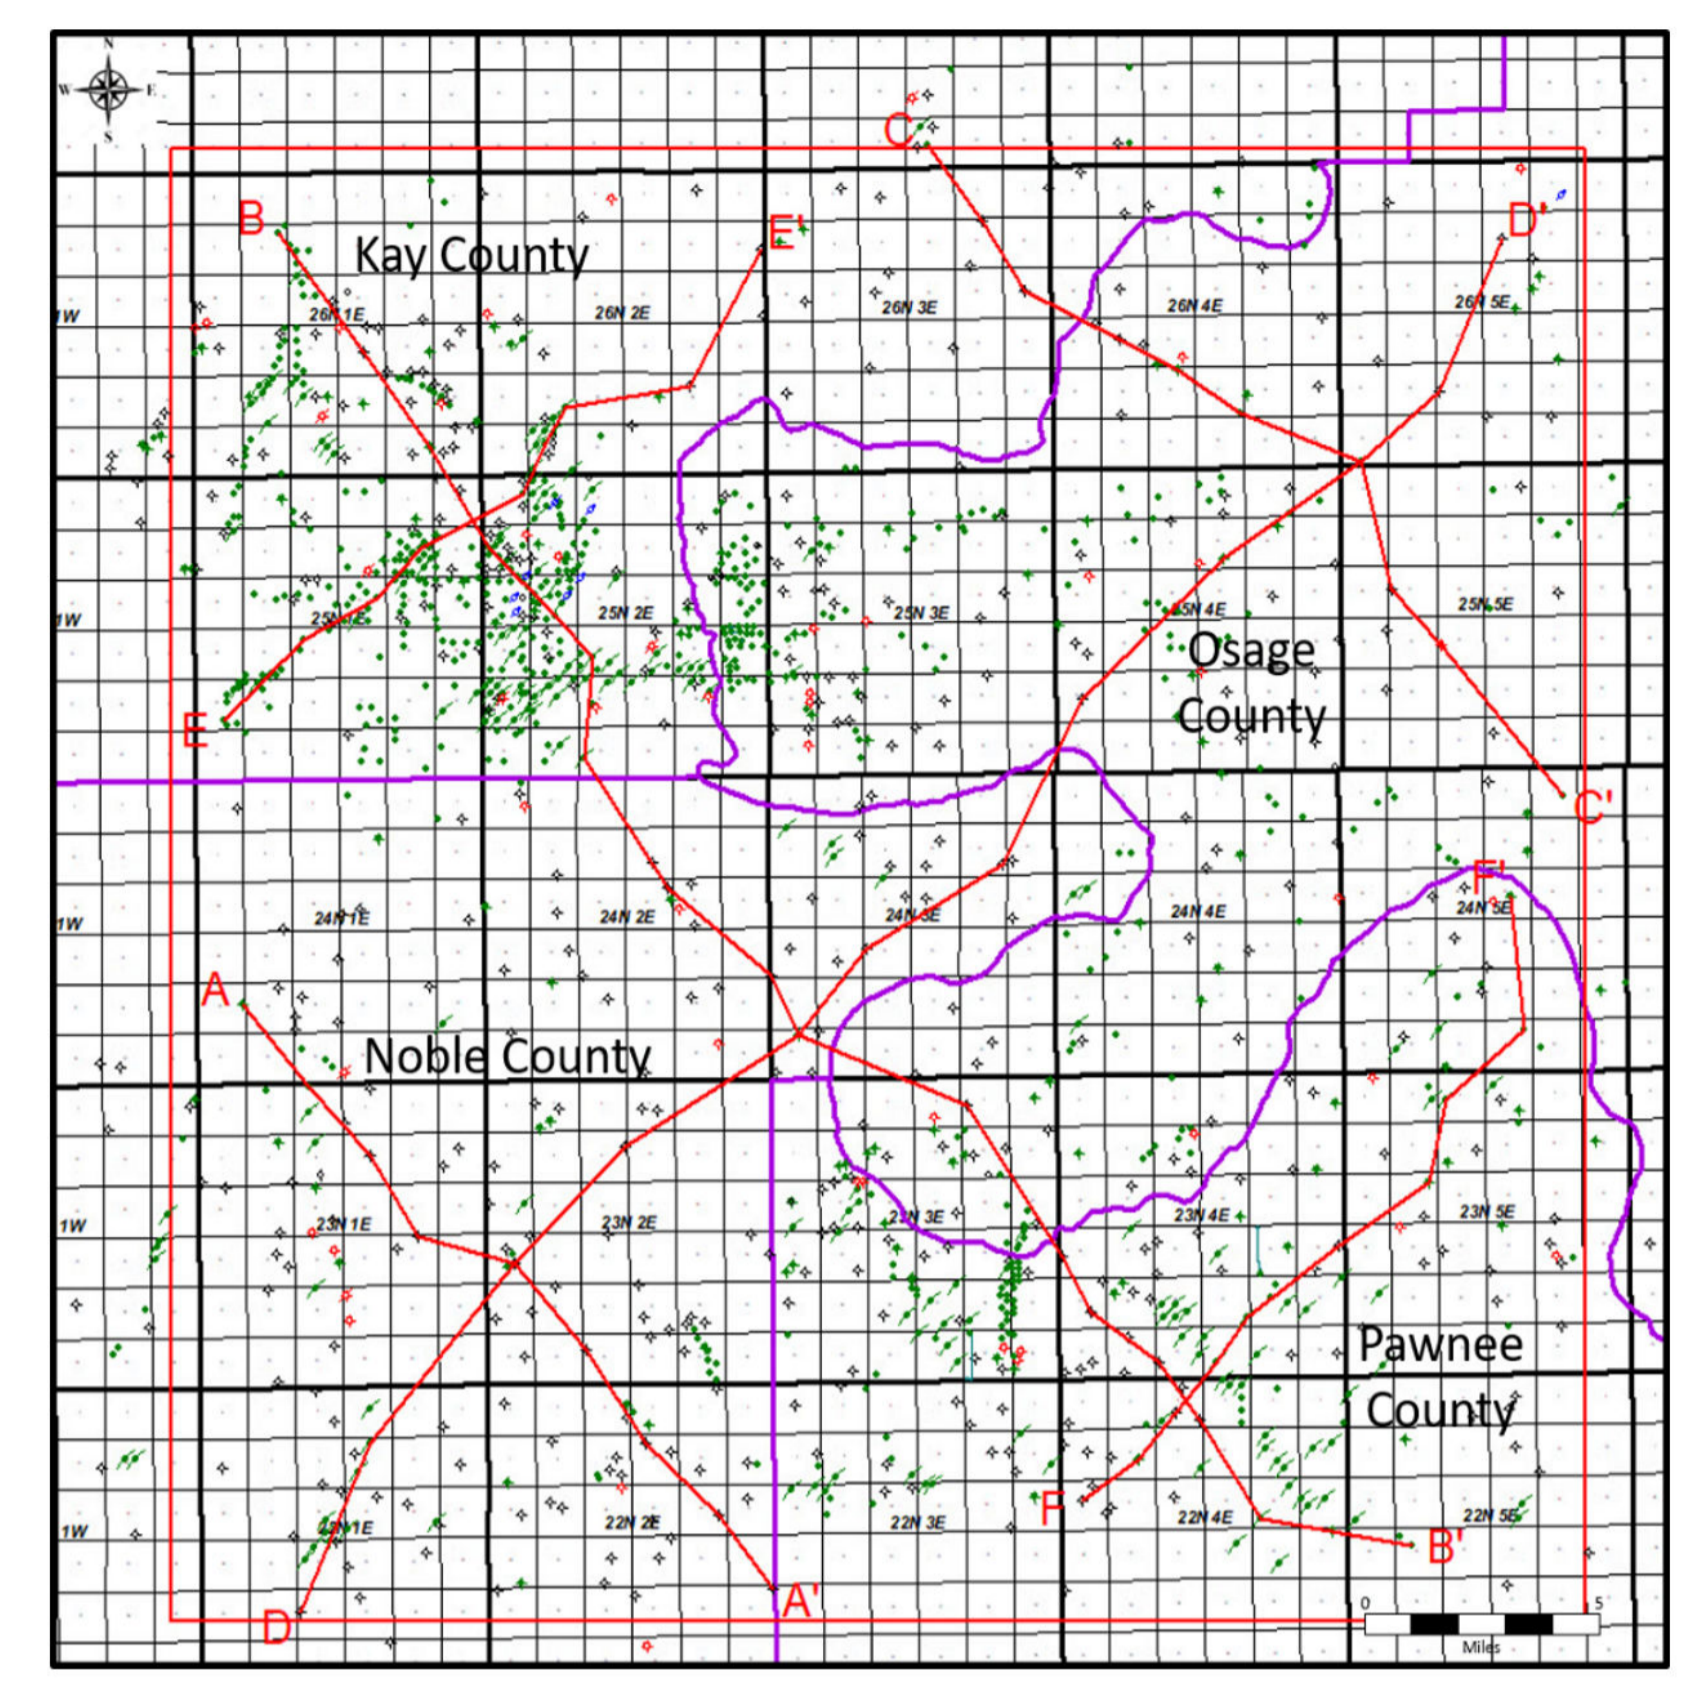 N
W E
S
C
B
Kay County
E'
D'
1W
26N 1E
26N 2E
26N 3E
26N 4E
26N 5E
1W
25N 1E
25N 2E
25N 3E
25N 4E
25N 5E
Osage
County
E
C'
F'
1W
24N 1E
24N 2E
24N 3E
24N 4E
24N 5E
A
Noble County
1W
23N 1E
23N 2E
23N 3E
23N 4E
23N 5E
Pawnee
County
F
1W
22N 1E
22N 2E
22N 3E
22N 4E
22N 5E
B'
A'
D
0 5
Miles